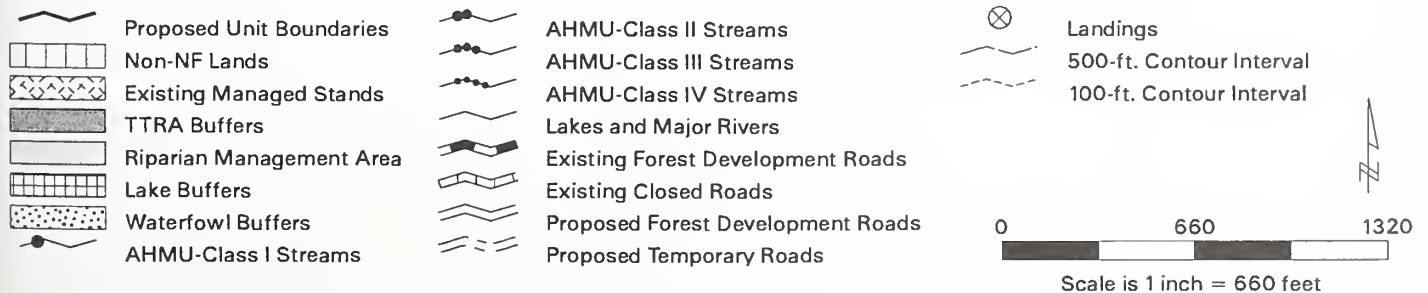 Proposed Unit Boundaries
Non-NF Lands
Existing Managed Stands
TTRA Buffers
Riparian Management Area
Lake Buffers
Waterfowl Buffers
AHMU-Class I Streams
AHMU-Class II Streams
AHMU-Class III Streams
AHMU-Class IV Streams
Lakes and Major Rivers
Existing Forest Development Roads
Existing Closed Roads
Proposed Forest Development Roads
Proposed Temporary Roads
Landings
500-ft. Contour Interval
100-ft. Contour Interval
N
0 660 1320
Scale is 1 inch = 660 feet